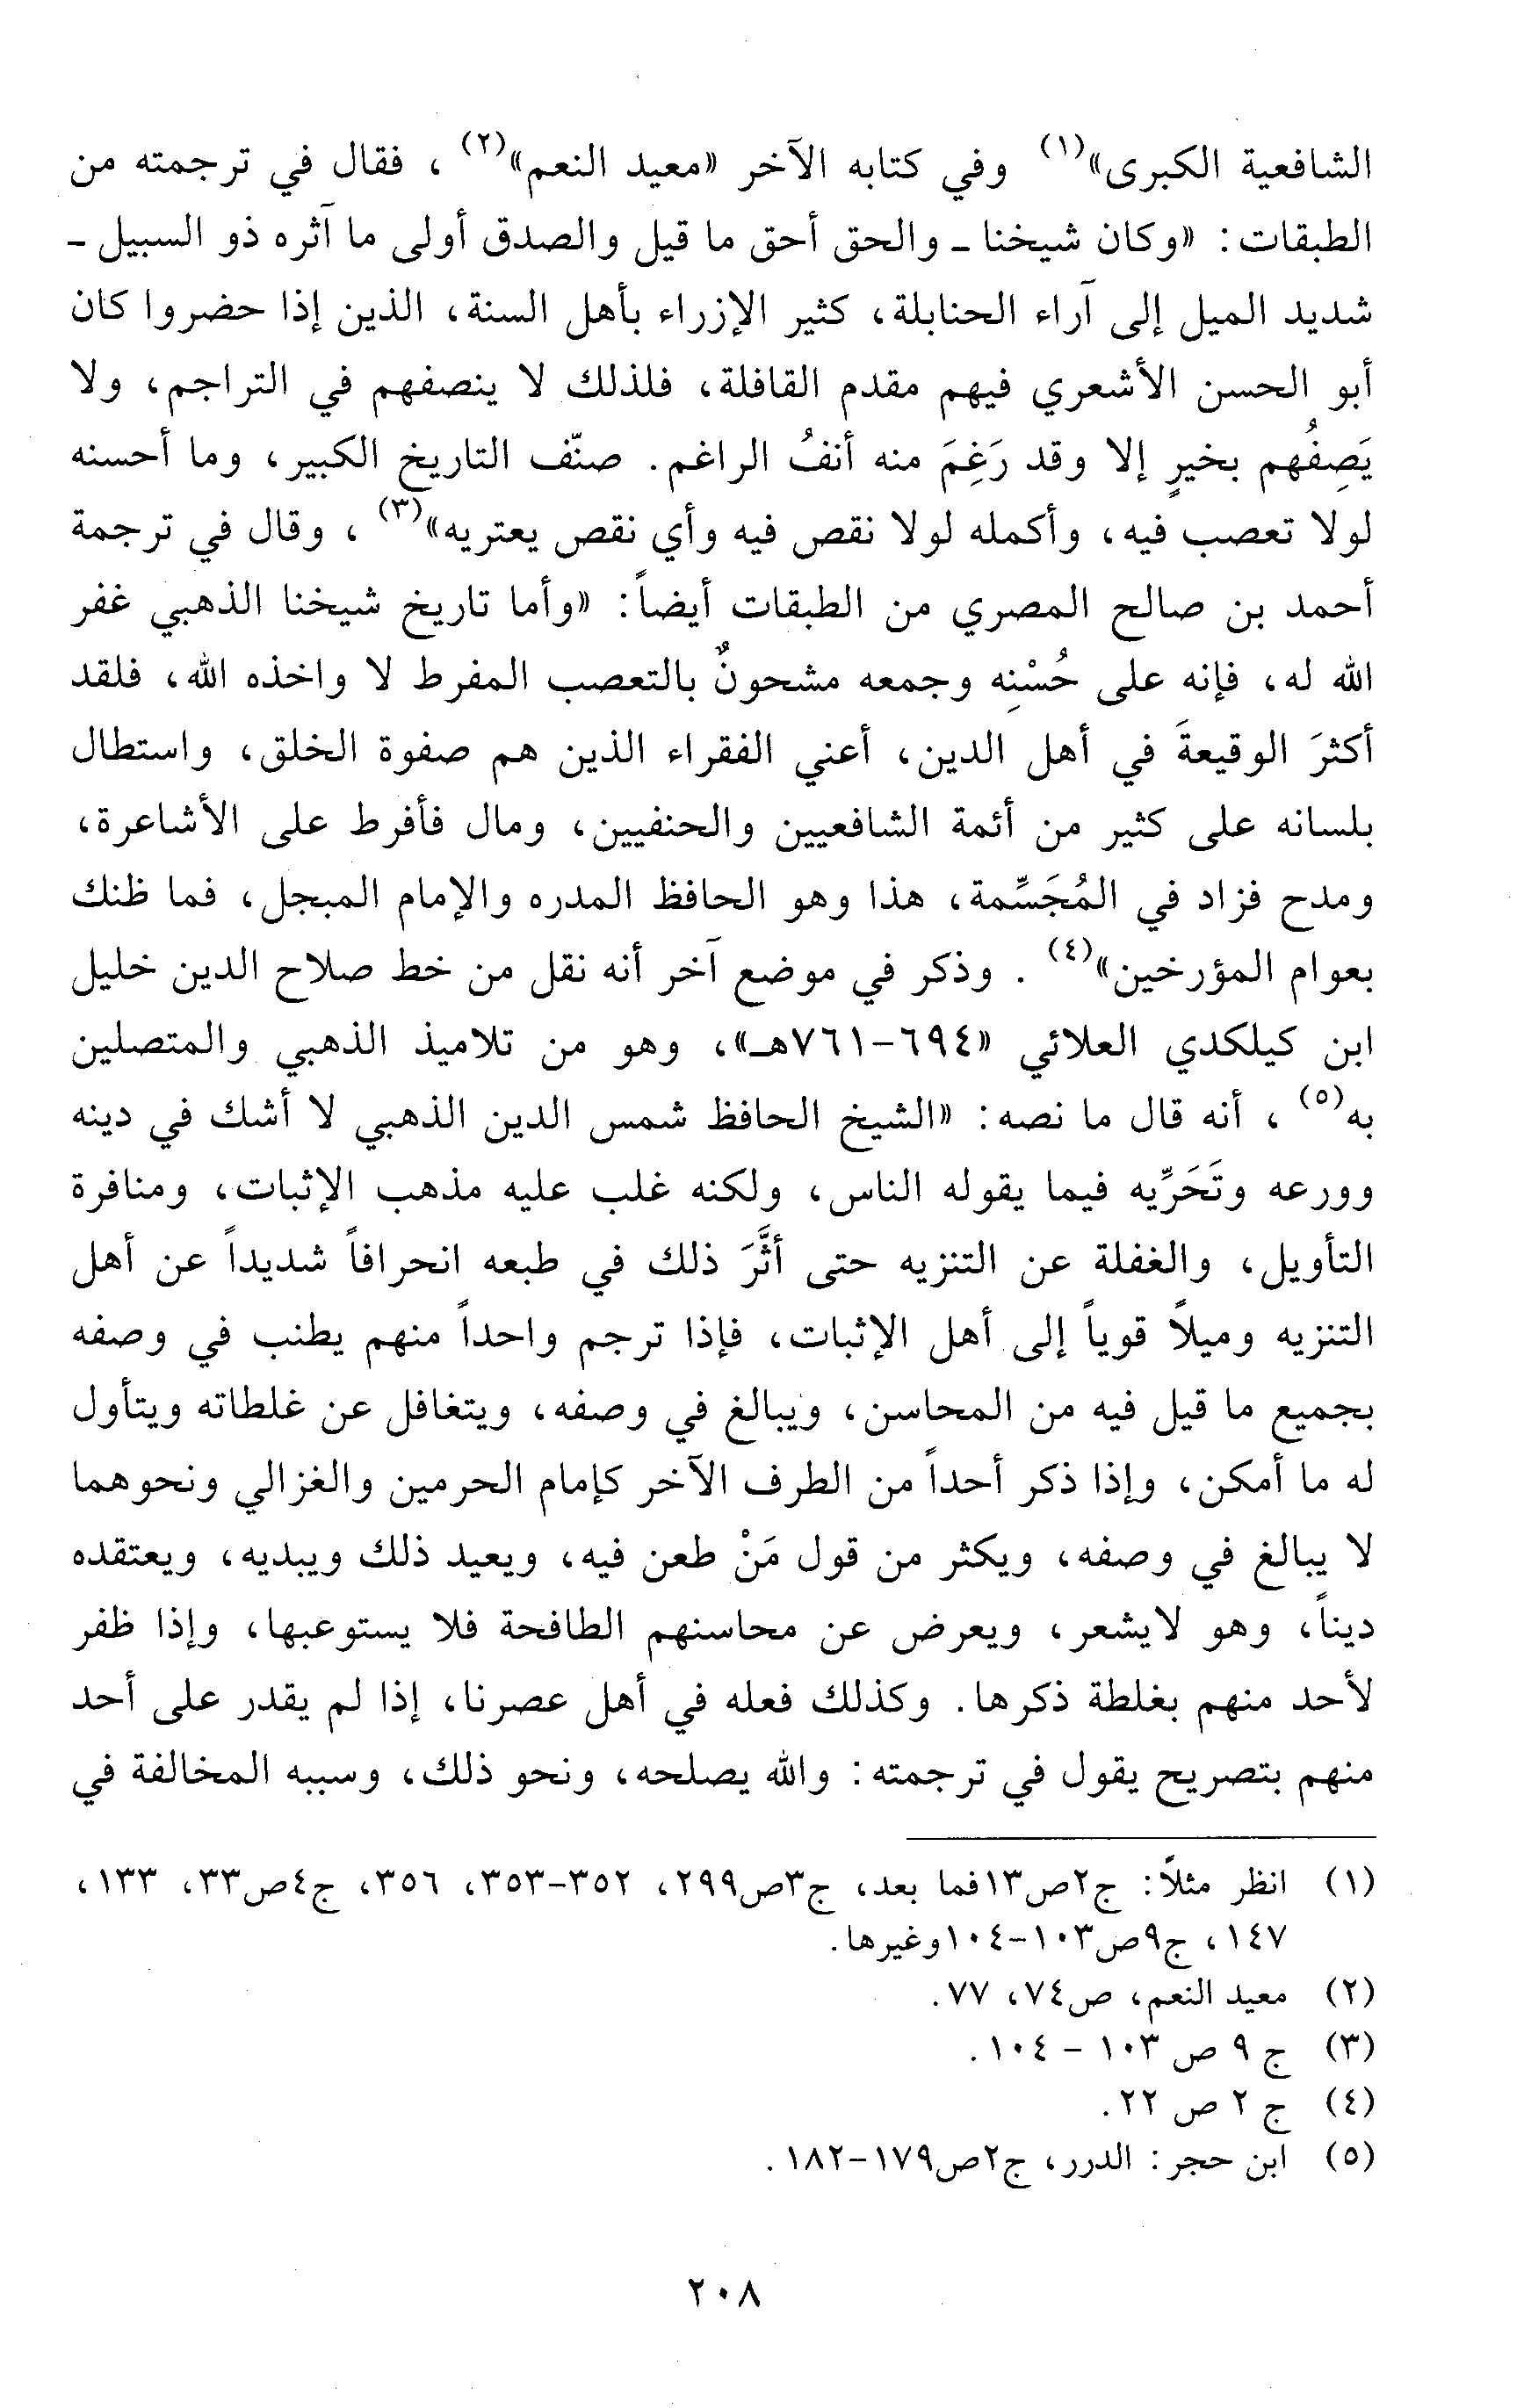 الشافعية الكبرى»(١) وفي كتابه الآخر «معيد النعم»(٢) ، فقال في ترجمته من
الطبقات: «وكان شيخنا - والحق أحق ما قيل والصدق أولى ما آثره ذو السبيل -
شديد الميل إلى آراء الحنابلة، كثير الإزراء بأهل السنة، الذين إذا حضروا كان
أبو الحسن الأشعري فيهم مقدم القافلة، فلذلك لا ينصفهم في التراجم، ولا
يَصِفُهم بخيرٍ إلا وقد رَغِمَ منه أنفُ الراغم. صنّف التاريخ الكبير، وما أحسنه
لولا تعصب فيه، وأكمله لولا نقص فيه وأي نقص يعتريه»(٣) ، وقال في ترجمة
أحمد بن صالح المصري من الطبقات أيضاً: «وأما تاريخ شيخنا الذهبي غفر
الله له، فإنه على حُسْنِه وجمعه مشحونٌ بالتعصب المفرط لا واخذه الله، فلقد
أكثرَ الوقيعةَ في أهل الدين، أعني الفقراء الذين هم صفوة الخلق، واستطال
بلسانه على كثير من أئمة الشافعيين والحنفيين، ومال فأفرط على الأشاعرة،
ومدح فزاد في المُجَسِّمة، هذا وهو الحافظ المدره والإمام المبجل، فما ظنك
بعوام المؤرخين»(٤) . وذكر في موضع آخر أنه نقل من خط صلاح الدين خليل
ابن كيلكدي العلائي «٦٩٤-٧٦١هـ»، وهو من تلاميذ الذهبي والمتصلين
به(٥) ، أنه قال ما نصه: «الشيخ الحافظ شمس الدين الذهبي لا أشك في دينه
وورعه وتَحَرِّيه فيما يقوله الناس، ولكنه غلب عليه مذهب الإثبات، ومنافرة
التأويل، والغفلة عن التنزيه حتى أثَّرَ ذلك في طبعه انحرافاً شديداً عن أهل
التنزيه وميلاً قوياً إلى أهل الإثبات، فإذا ترجم واحداً منهم يطنب في وصفه
بجميع ما قيل فيه من المحاسن، ويبالغ في وصفه، ويتغافل عن غلطاته ويتأول
له ما أمكن، وإذا ذكر أحداً من الطرف الآخر كإمام الحرمين والغزالي ونحوهما
لا يبالغ في وصفه، ويكثر من قول مَنْ طعن فيه، ويعيد ذلك ويبديه، ويعتقده
ديناً، وهو لايشعر، ويعرض عن محاسنهم الطافحة فلا يستوعبها، وإذا ظفر
لأحد منهم بغلطة ذكرها. وكذلك فعله في أهل عصرنا، إذا لم يقدر على أحد
منهم بتصريح يقول في ترجمته: والله يصلحه، ونحو ذلك، وسببه المخالفة في
(١) انظر مثلاً: ج٢ص١٣فما بعد، ج٣ص٢٩٩، ٣٥٢-٣٥٣، ٣٥٦، ج٤ص٣٣، ١٣٣،
١٤٧، ج٩ص١٠٣-١٠٤وغيرها.
(٢) معيد النعم، ص٧٤، ٧٧.
(٣) ج ٩ ص ١٠٣ - ١٠٤.
(٤) ج ٢ ص ٢٢.
(٥) ابن حجر: الدرر، ج٢ص١٧٩-١٨٢.
٢٠٨